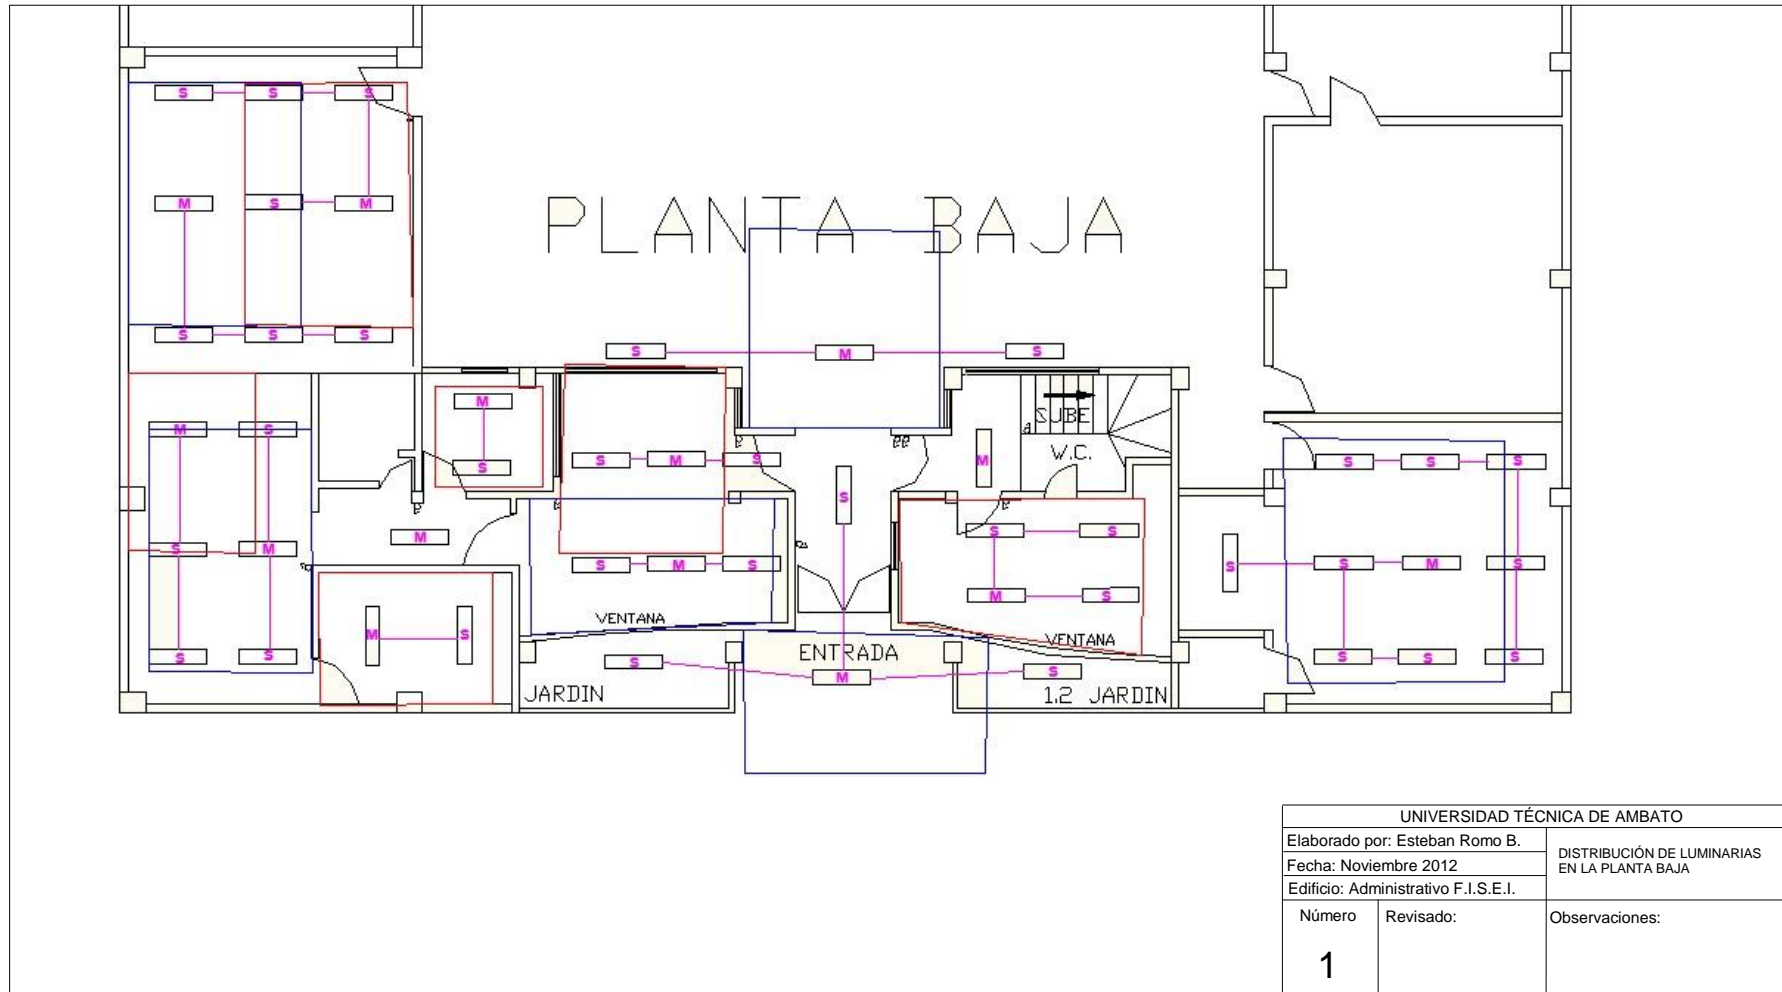 S S S
M S M
PLANTA BAJA
S S S
S M S
M
SUBE
M S
W.C.
S M S
S S S
S
M
S
S S
M
S M
S M S
S S M S
M S
VENTANA
M S
VENTANA
ENTRADA
S S
S
S
M
S S S
JARDIN
1.2 JARDIN
UNIVERSIDAD TÉCNICA DE AMBATO
Elaborado por: Esteban Romo B.
Fecha: Noviembre 2012
Edificio: Administrativo F.I.S.E.I.
DISTRIBUCIÓN DE LUMINARIAS
EN LA PLANTA BAJA
Número
1
Revisado:
Observaciones: